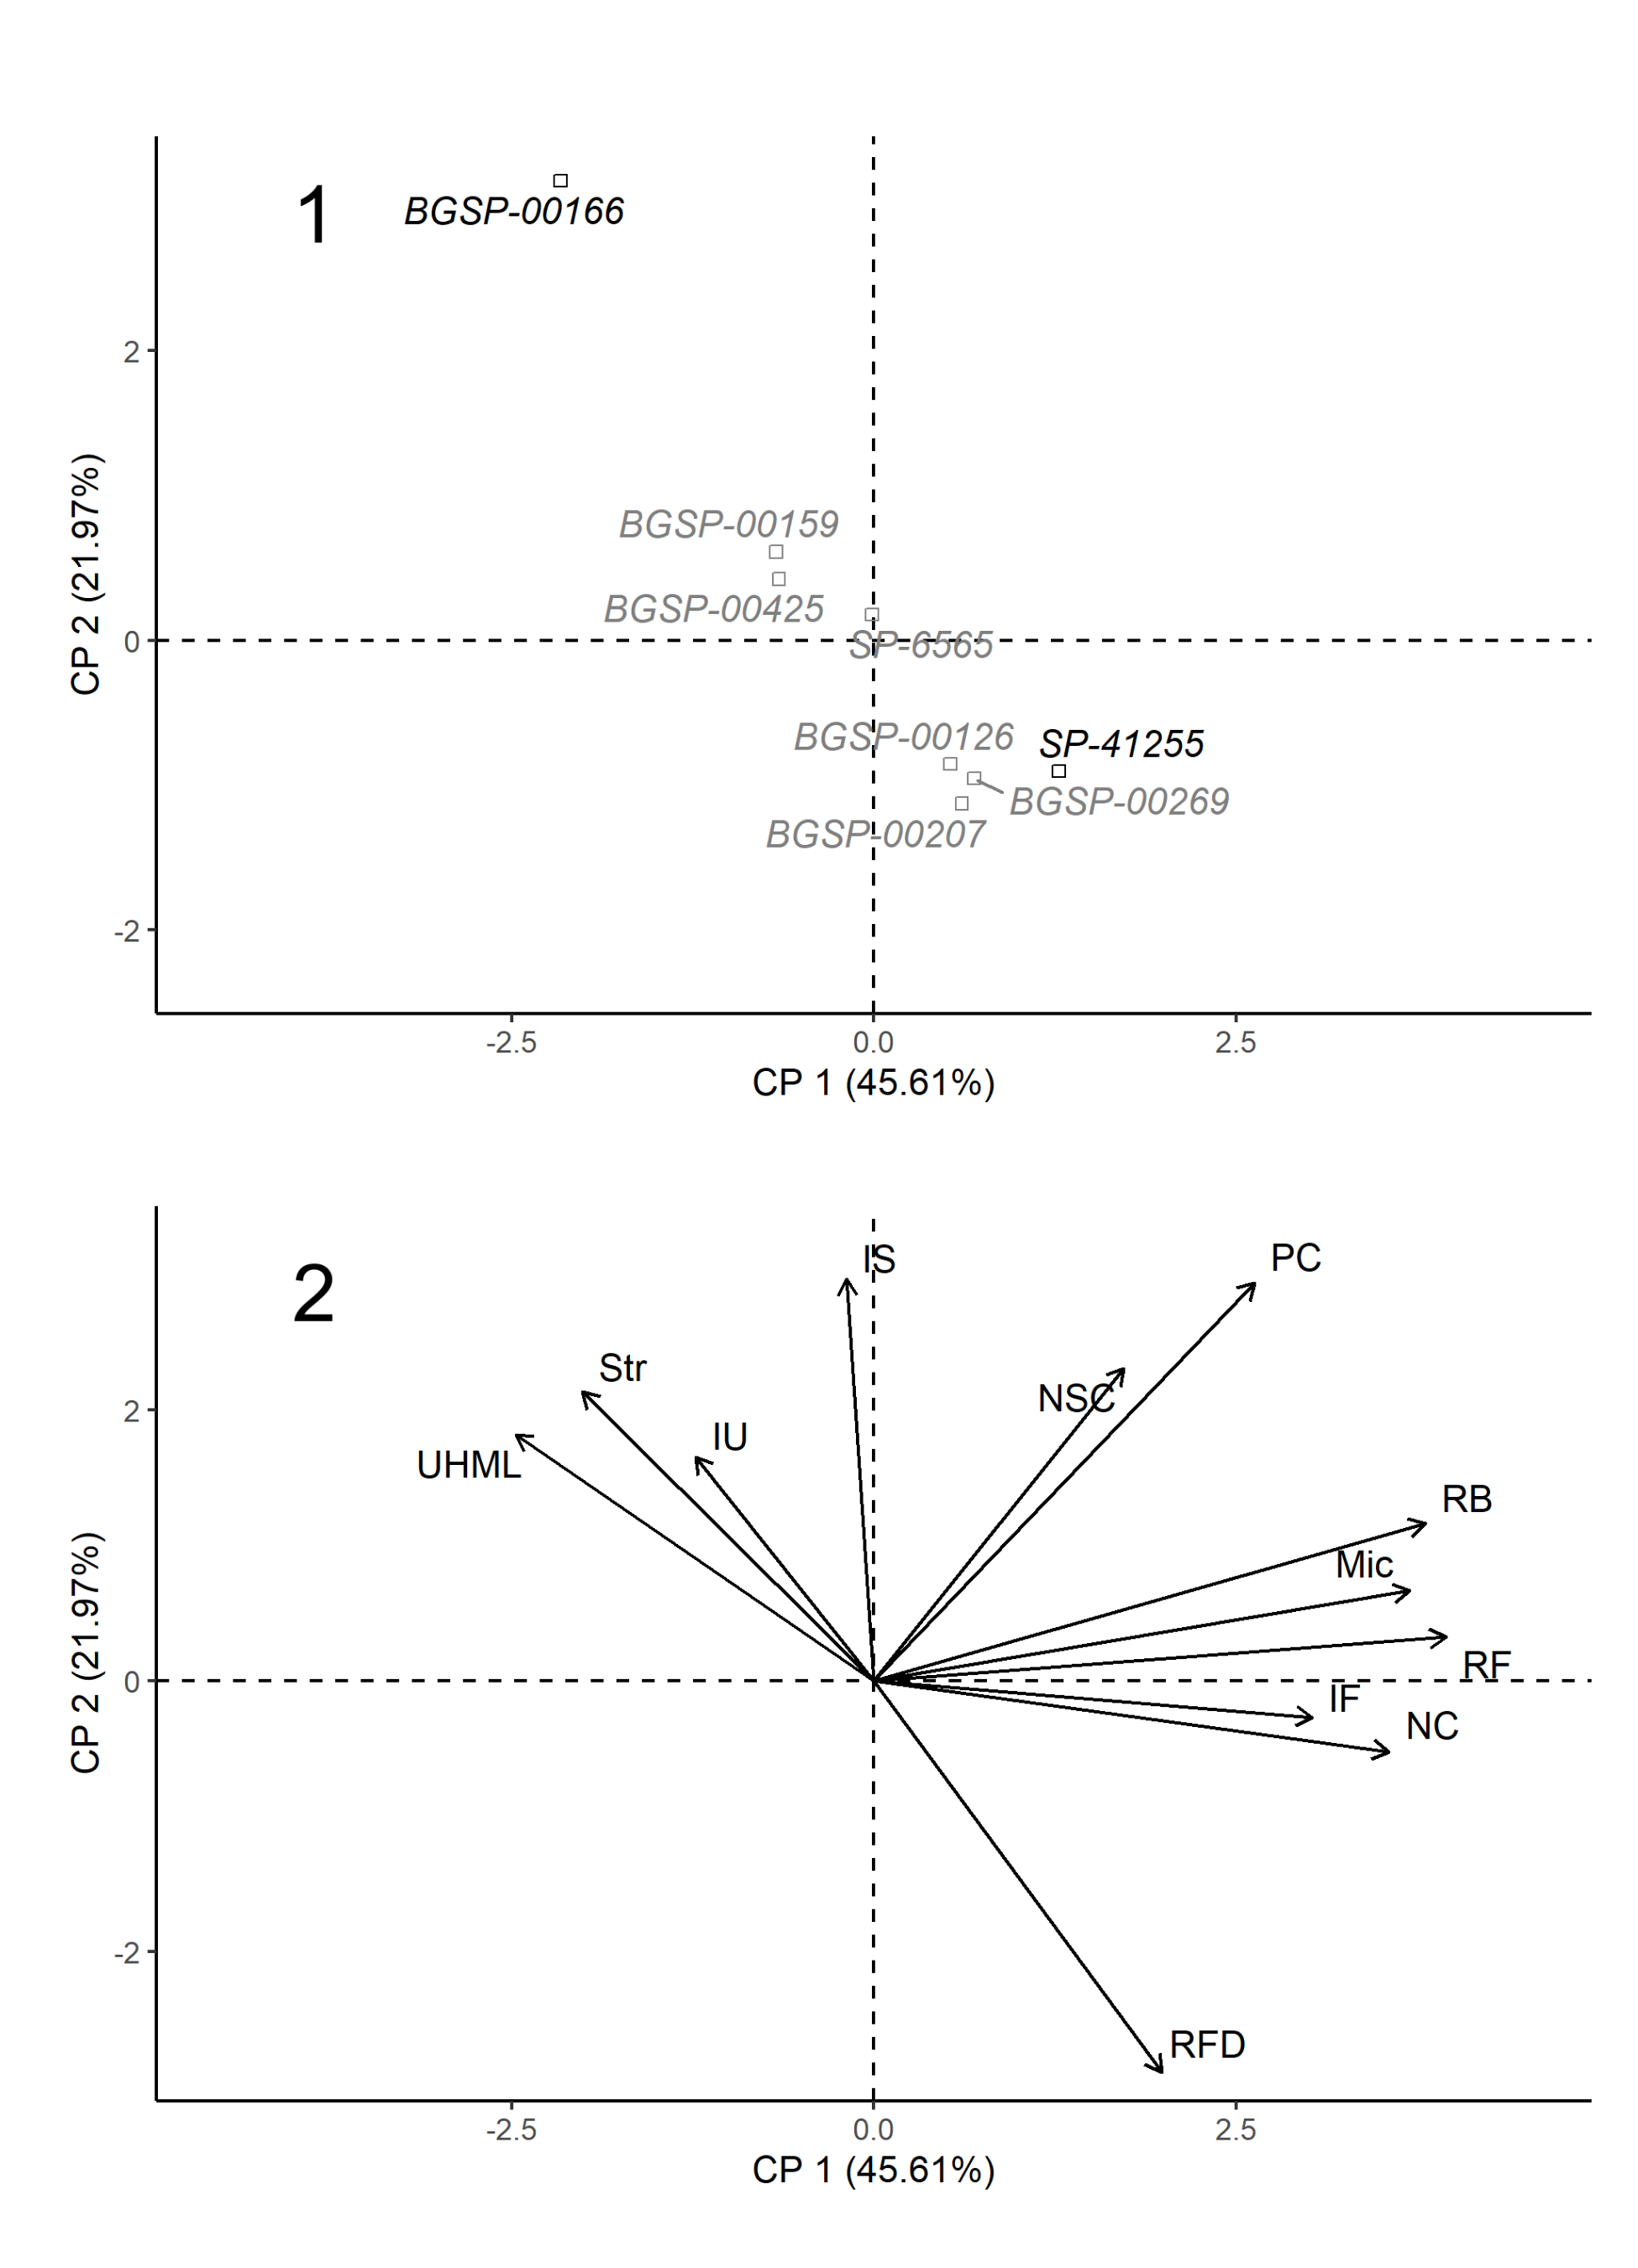 1
BGSP-00166
2
BGSP-00159
BGSP-00425
0
SP-6565
BGSP-00126
SP-41255
BGSP-00269
BGSP-00207
-2
CP 2 (21.97%)
-2.5 0.0 2.5
CP 1 (45.61%)
2
IS
PC
Str
NSC
2
IU
UHML
RB
Mic
RF
0
IF
NC
-2
RFD
CP 2 (21.97%)
-2.5 0.0 2.5
CP 1 (45.61%)